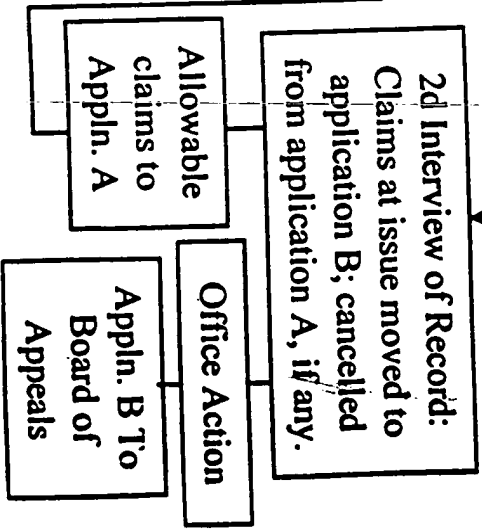 2d Interview of Record:
Claims at issue moved to
application B; cancelled
from application A, if any.
Allowable
claims to
Appln. A
Office Action
Appln. B To
Board of
Appeals